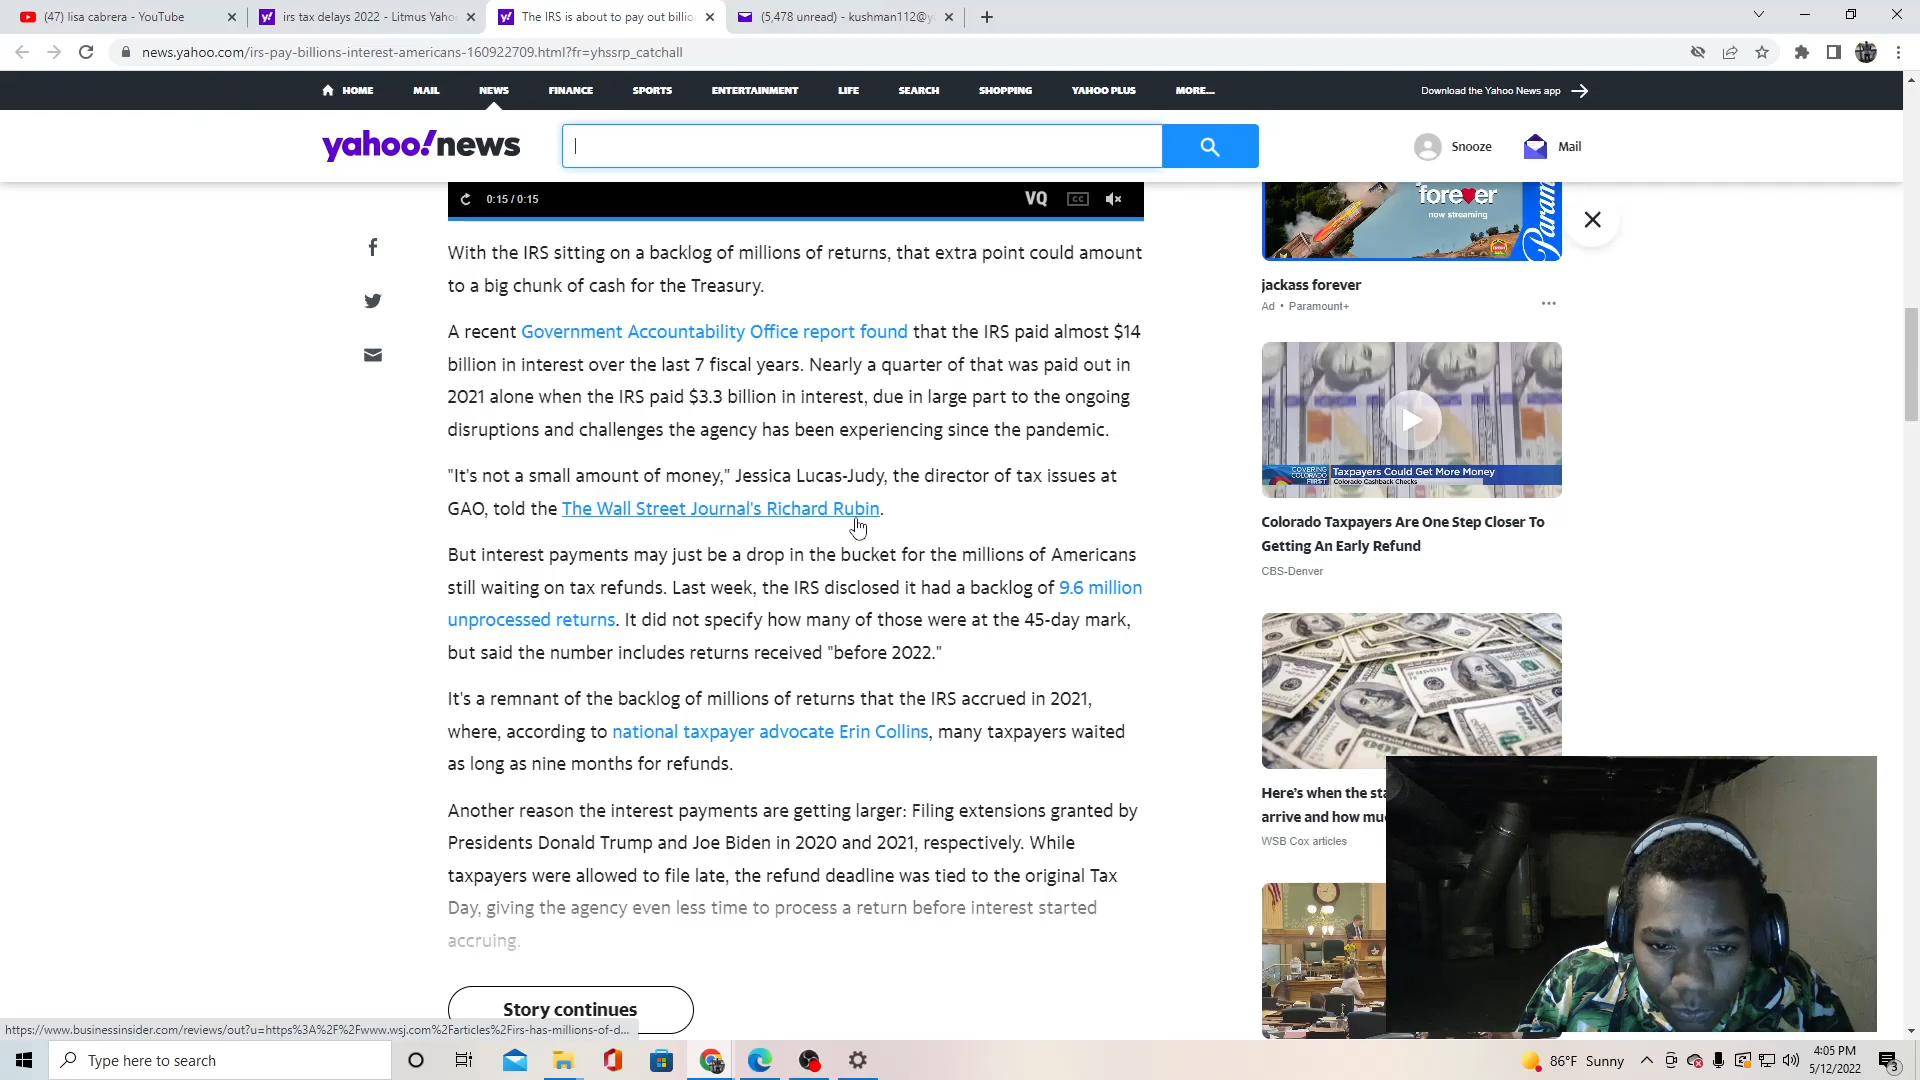 (47) lisa cabrera - YouTube
irs tax delays 2022 - Litmus Yaho
The IRS is about to pay out billio
(5,478 unread) - kushman112@y
news.yahoo.com/irs-pay-billions-interest-americans-160922709.html?fr=yhssrp_catchall
HOME MAIL NEWS FINANCE SPORTS ENTERTAINMENT LIFE SEARCH SHOPPING YAHOO PLUS MORE... Download the Yahoo News app
yahoo!news
Snooze
Mail
0:15 / 0:15 VQ CC
With the IRS sitting on a backlog of millions of returns, that extra point could amount
to a big chunk of cash for the Treasury.
A recent Government Accountability Office report found that the IRS paid almost $14
billion in interest over the last 7 fiscal years. Nearly a quarter of that was paid out in
2021 alone when the IRS paid $3.3 billion in interest, due in large part to the ongoing
disruptions and challenges the agency has been experiencing since the pandemic.
"It's not a small amount of money," Jessica Lucas-Judy, the director of tax issues at
GAO, told the The Wall Street Journal's Richard Rubin.
But interest payments may just be a drop in the bucket for the millions of Americans
still waiting on tax refunds. Last week, the IRS disclosed it had a backlog of 9.6 million
unprocessed returns. It did not specify how many of those were at the 45-day mark,
but said the number includes returns received "before 2022."
It's a remnant of the backlog of millions of returns that the IRS accrued in 2021,
where, according to national taxpayer advocate Erin Collins, many taxpayers waited
as long as nine months for refunds.
Another reason the interest payments are getting larger: Filing extensions granted by
Presidents Donald Trump and Joe Biden in 2020 and 2021, respectively. While
taxpayers were allowed to file late, the refund deadline was tied to the original Tax
Day, giving the agency even less time to process a return before interest started
accruing.
Story continues
forever
now streaming
Param
jackass forever
Ad • Paramount+
COVERING
COLORADO
FIRST
Taxpayers Could Get More Money
Colorado Cashback Checks
Colorado Taxpayers Are One Step Closer To
Getting An Early Refund
CBS-Denver
Here's when the sta
arrive and how muc
WSB Cox articles
https://www.businessinsider.com/reviews/out?u=https%3A%2F%2Fwww.wsj.com%2Farticles%2Firs-has-millions-of-d...
Type here to search
86°F Sunny
4:05 PM
5/12/2022
3